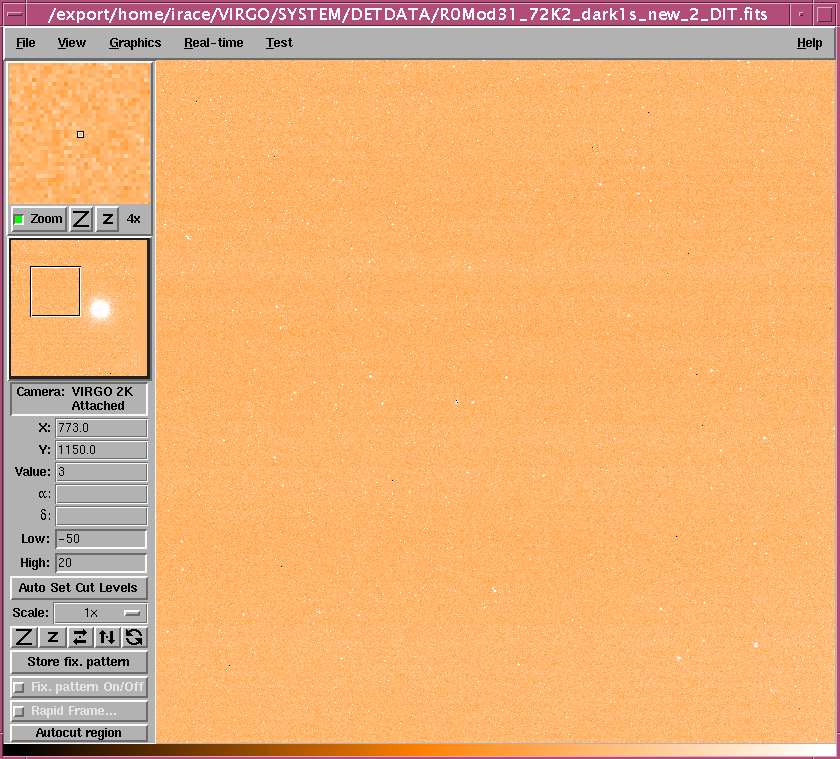 /export/home/irace/VIRGO/SYSTEM/DETDATA/R0Mod31_72K2_dark1s_new_2_DIT.fits
File View Graphics Real-time Test Help
Zoom Z z 4x
Camera: VIRGO 2K
Attached
X: 773.0
Y: 1150.0
Value: 3
α:
δ:
Low: -50
High: 20
Auto Set Cut Levels
Scale: 1x
Z z
Store fix. pattern
Fix. pattern On/Off
Rapid Frame...
Autocut region